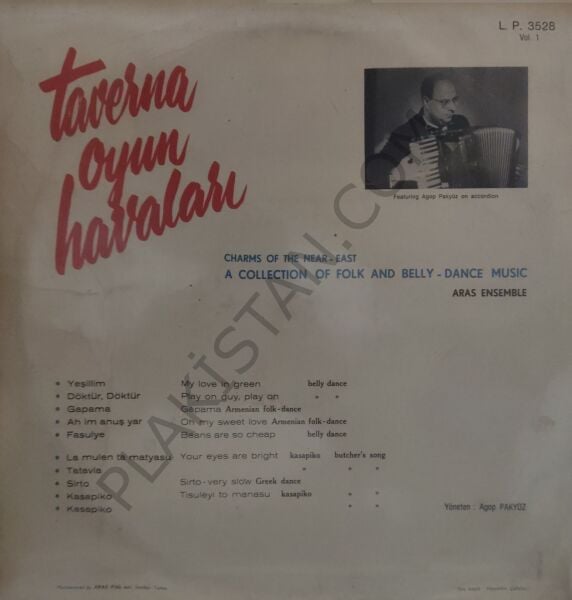 L. P. 3528
Vol. 1
taverna
oyun
havaları
Featuring Agop Pakyüz on accordion
CHARMS OF THE NEAR - EAST
A COLLECTION OF FOLK AND BELLY - DANCE MUSIC
ARAS ENSEMBLE
Yeşillim My love in green belly dance
Döktür, Döktür Play on guy, play on " "
Gapama Gapama Armenian folk-dance
Ah im anuş yar Oh my sweet love Armenian folk-dance
Fasulye Beans are so cheap belly dance
La mulen ta matyasu Your eyes are bright kasapiko butcher's song
Tatavla " " "
Sirto Sirto - very slow Greek dance
Kasapiko Tisuleyi to manasu kasapiko " "
Kasapiko " "
Yöneten : Agop PAKYÜZ
PLAKİSTAN.COM